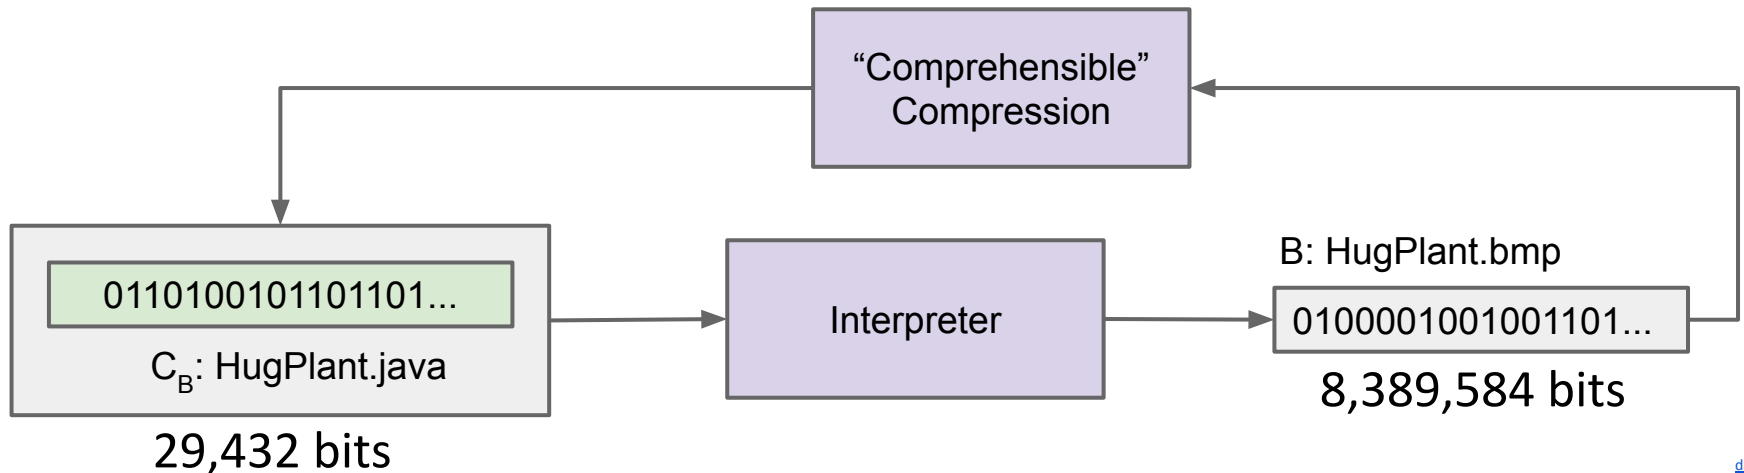 “Comprehensible”
Compression
0110100101101101...
C_B: HugPlant.java
29,432 bits
Interpreter
B: HugPlant.bmp
0100001001001101...
8,389,584 bits
d